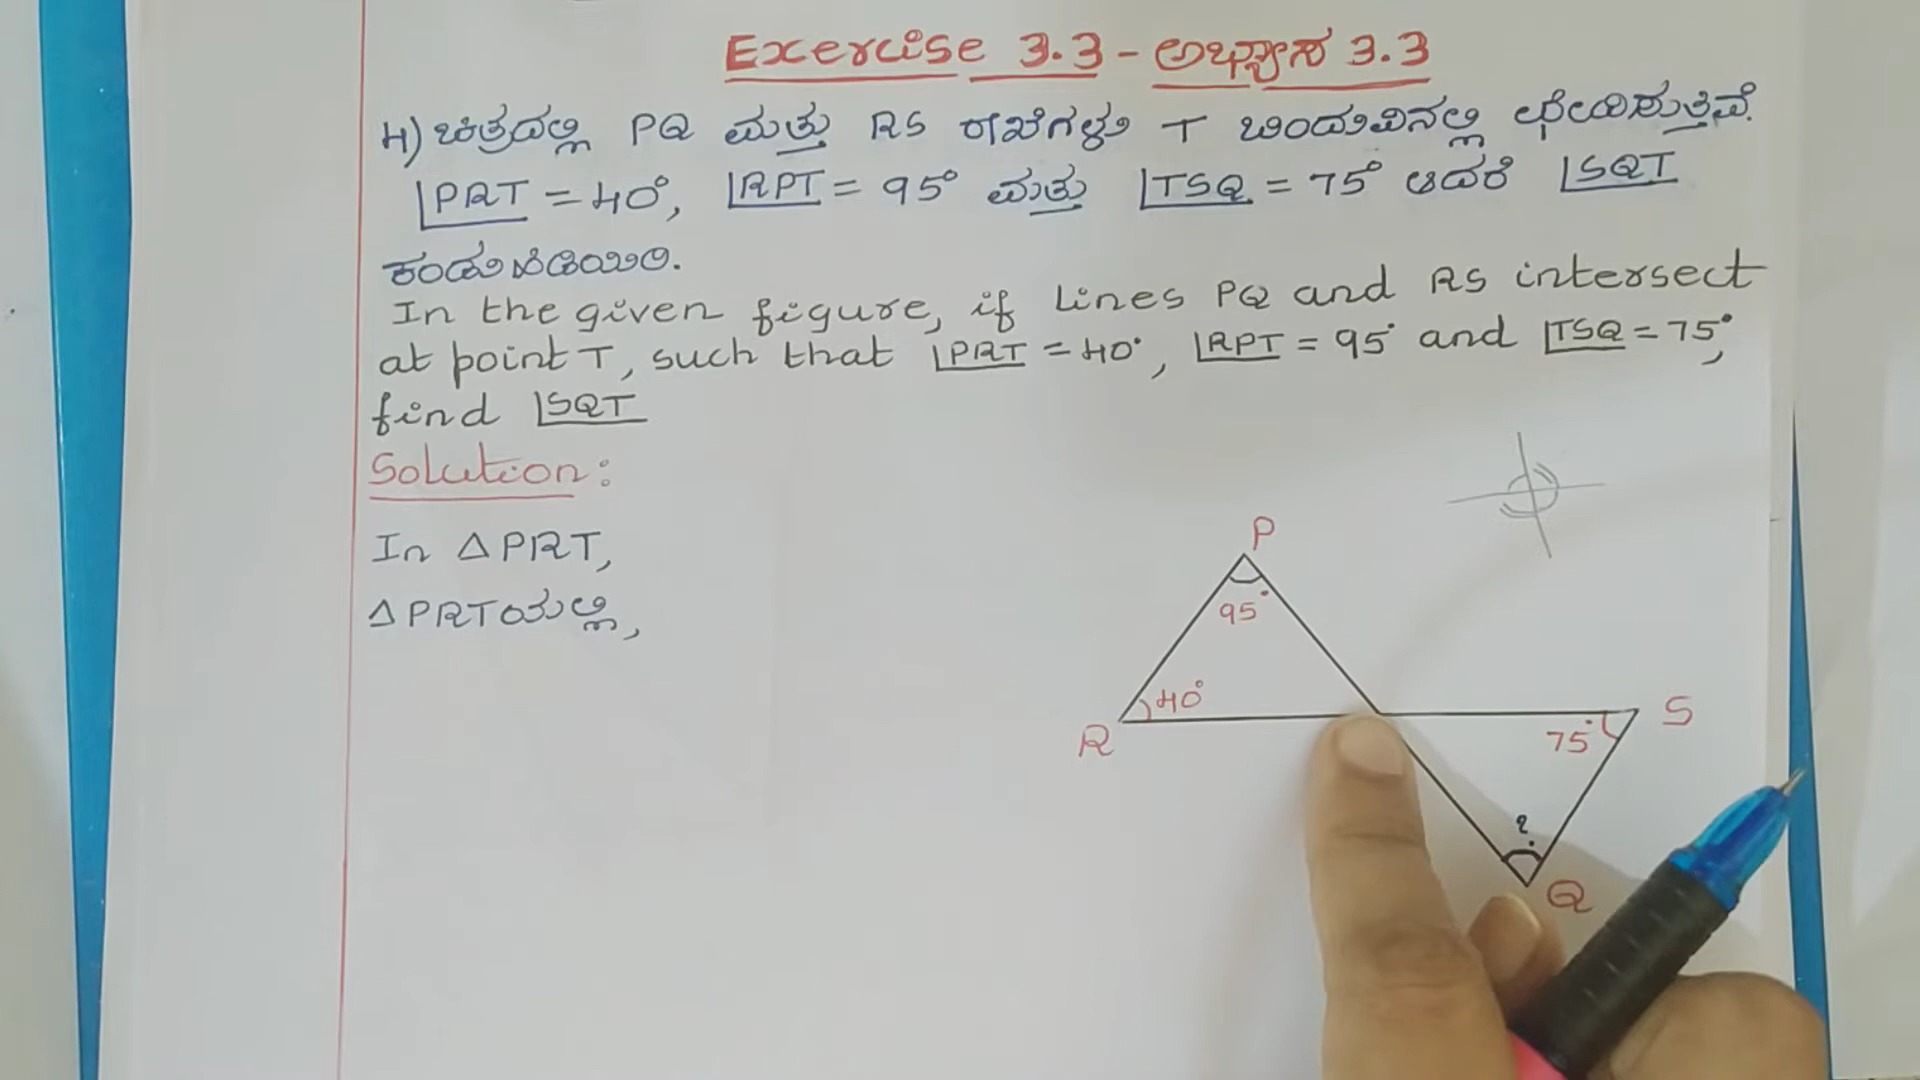 Exercise 3.3 - ಅಭ್ಯಾಸ 3.3
4) ಚಿತ್ರದಲ್ಲಿ PQ ಮತ್ತು RS ರೇಖೆಗಳು T ಬಿಂದುವಿನಲ್ಲಿ ಛೇದಿಸುತ್ತವೆ.
∠PRT = 40°, ∠RPT = 95° ಮತ್ತು ∠TSQ = 75° ಆದರೆ ∠SQT
ಕಂಡುಹಿಡಿಯಿರಿ.
In the given figure, if lines PQ and RS intersect
at point T, such that ∠PRT = 40°, ∠RPT = 95° and ∠TSQ = 75°,
find ∠SQT
Solution:
In △PRT,
△PRTಯಲ್ಲಿ,
P
95°
40°
R
S
75°
?
Q